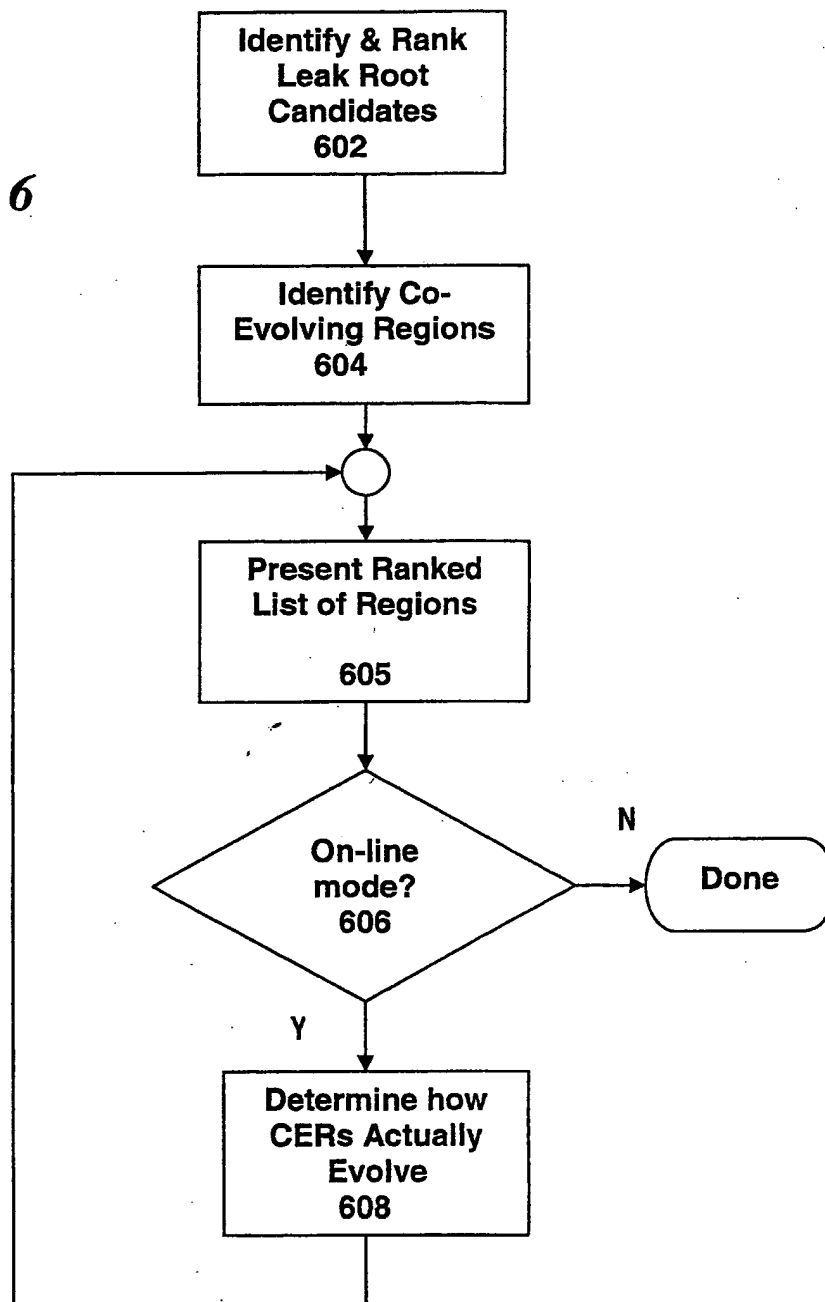 Identify & Rank
Leak Root
Candidates
602
6
Identify Co-
Evolving Regions
604
Present Ranked
List of Regions
605
On-line
mode?
606
N
Done
Y
Determine how
CERs Actually
Evolve
608